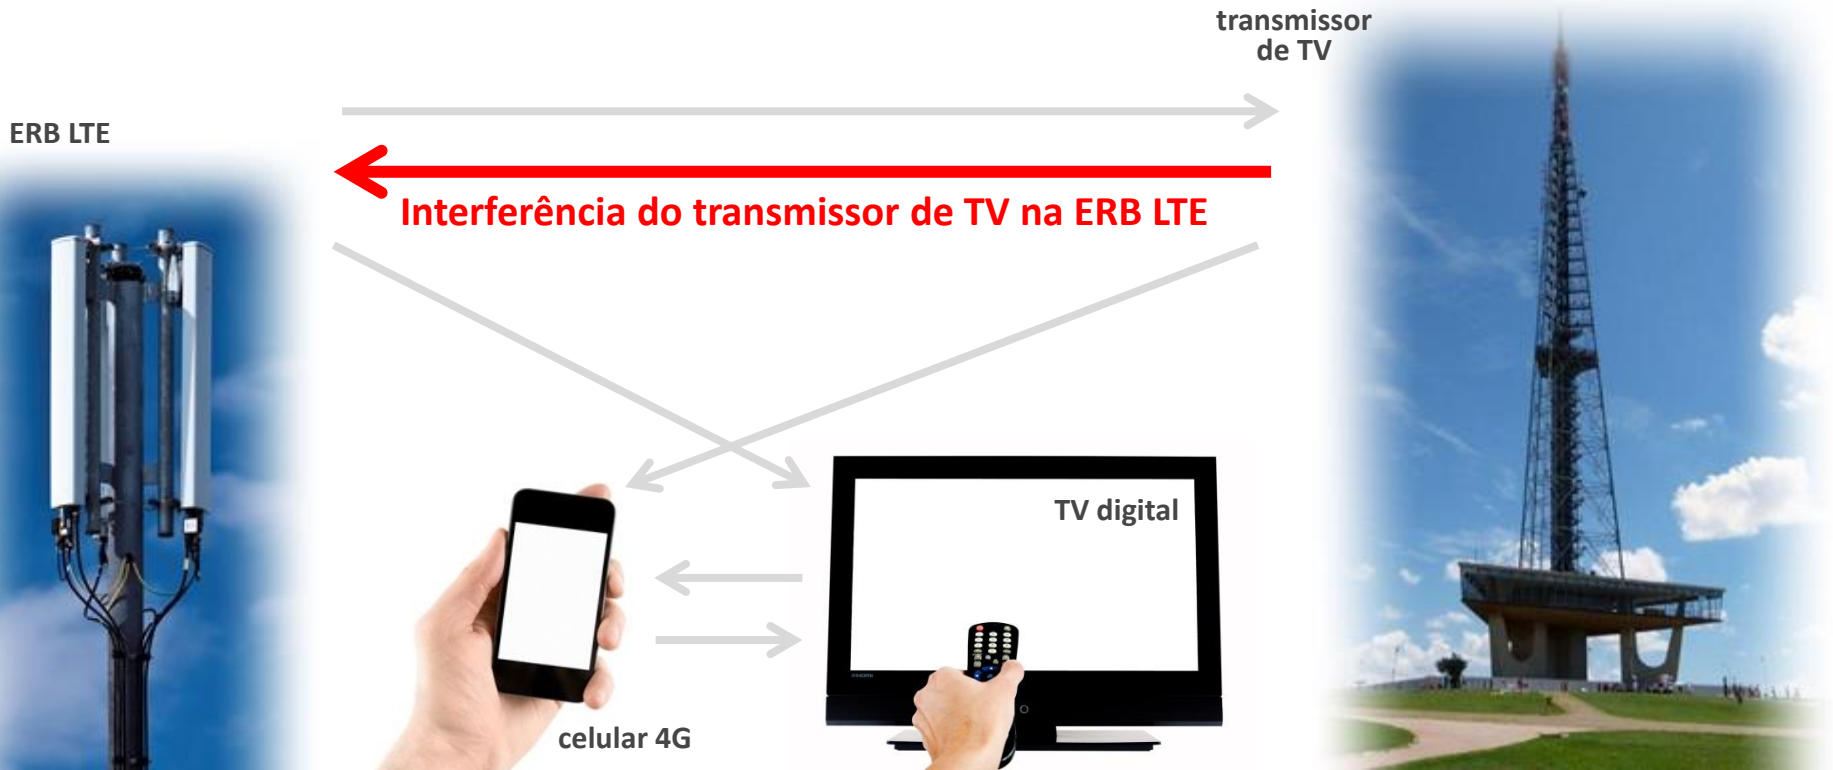 transmissor
de TV
ERB LTE
Interferência do transmissor de TV na ERB LTE
TV digital
celular 4G